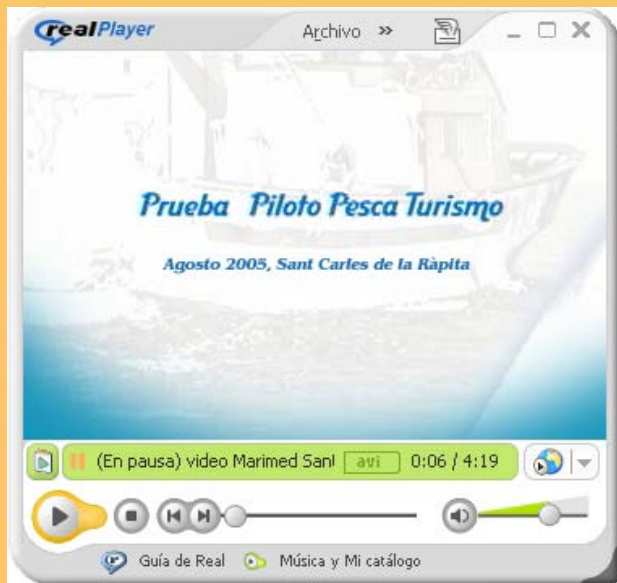 realPlayer Archivo »
Prueba Piloto Pesca Turismo
Agosto 2005, Sant Carles de la Ràpita
(En pausa) video Marimed San avi 0:06 / 4:19
Guía de Real Música y Mi catálogo